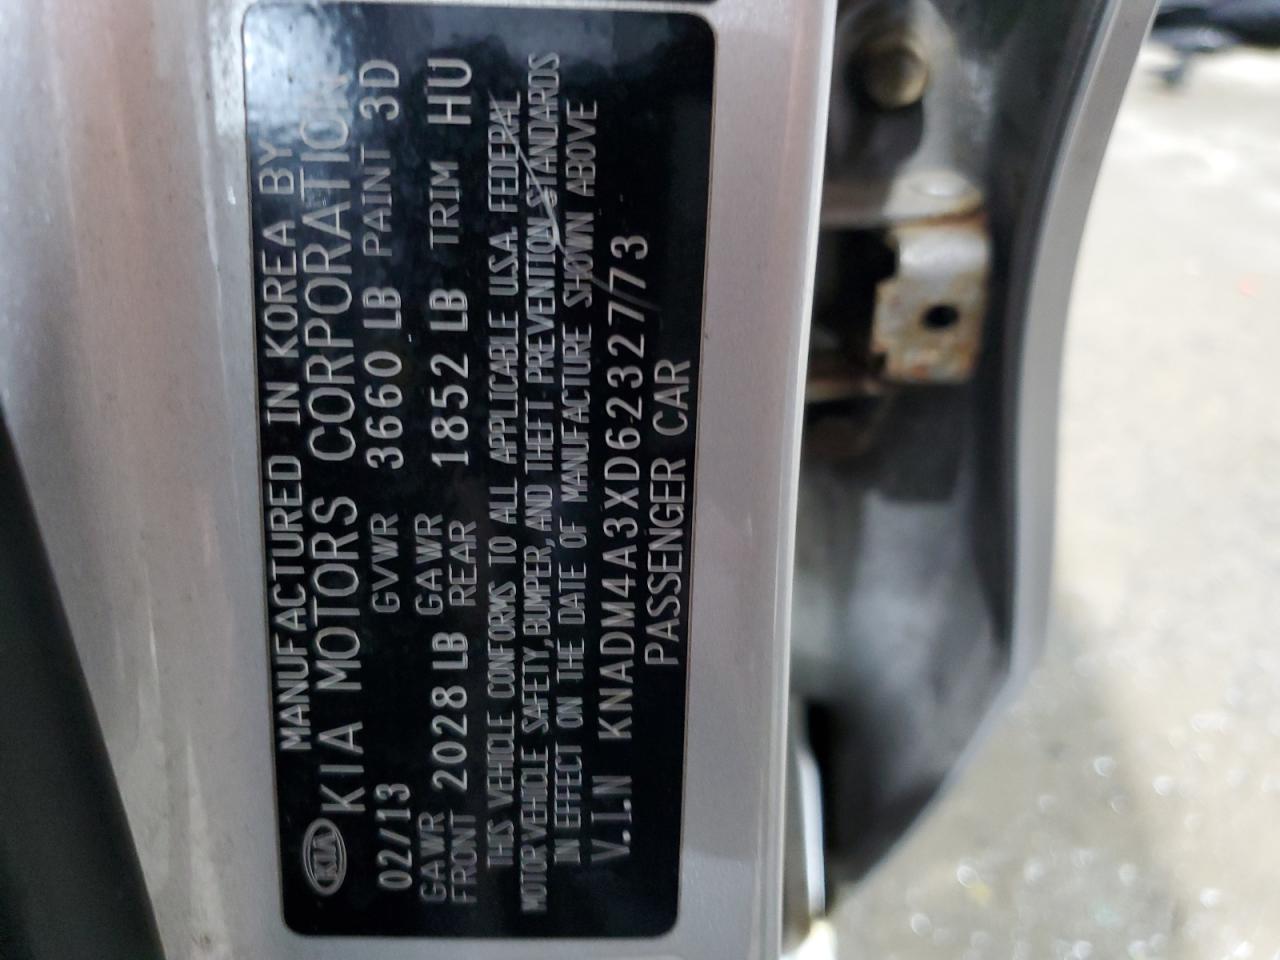 MANUFACTURED IN KOREA BY
KIA KIA MOTORS CORPORATION
02/13 GVWR 3660 LB PAINT 3D
GAWR FRONT 2028 LB GAWR REAR 1852 LB TRIM HU
THIS VEHICLE CONFORMS TO ALL APPLICABLE U.S.A. FEDERAL
MOTOR VEHICLE SAFETY, BUMPER, AND THEFT PREVENTION STANDARDS
IN EFFECT ON THE DATE OF MANUFACTURE SHOWN ABOVE
V.I.N KNADM4A3XD6232773
PASSENGER CAR